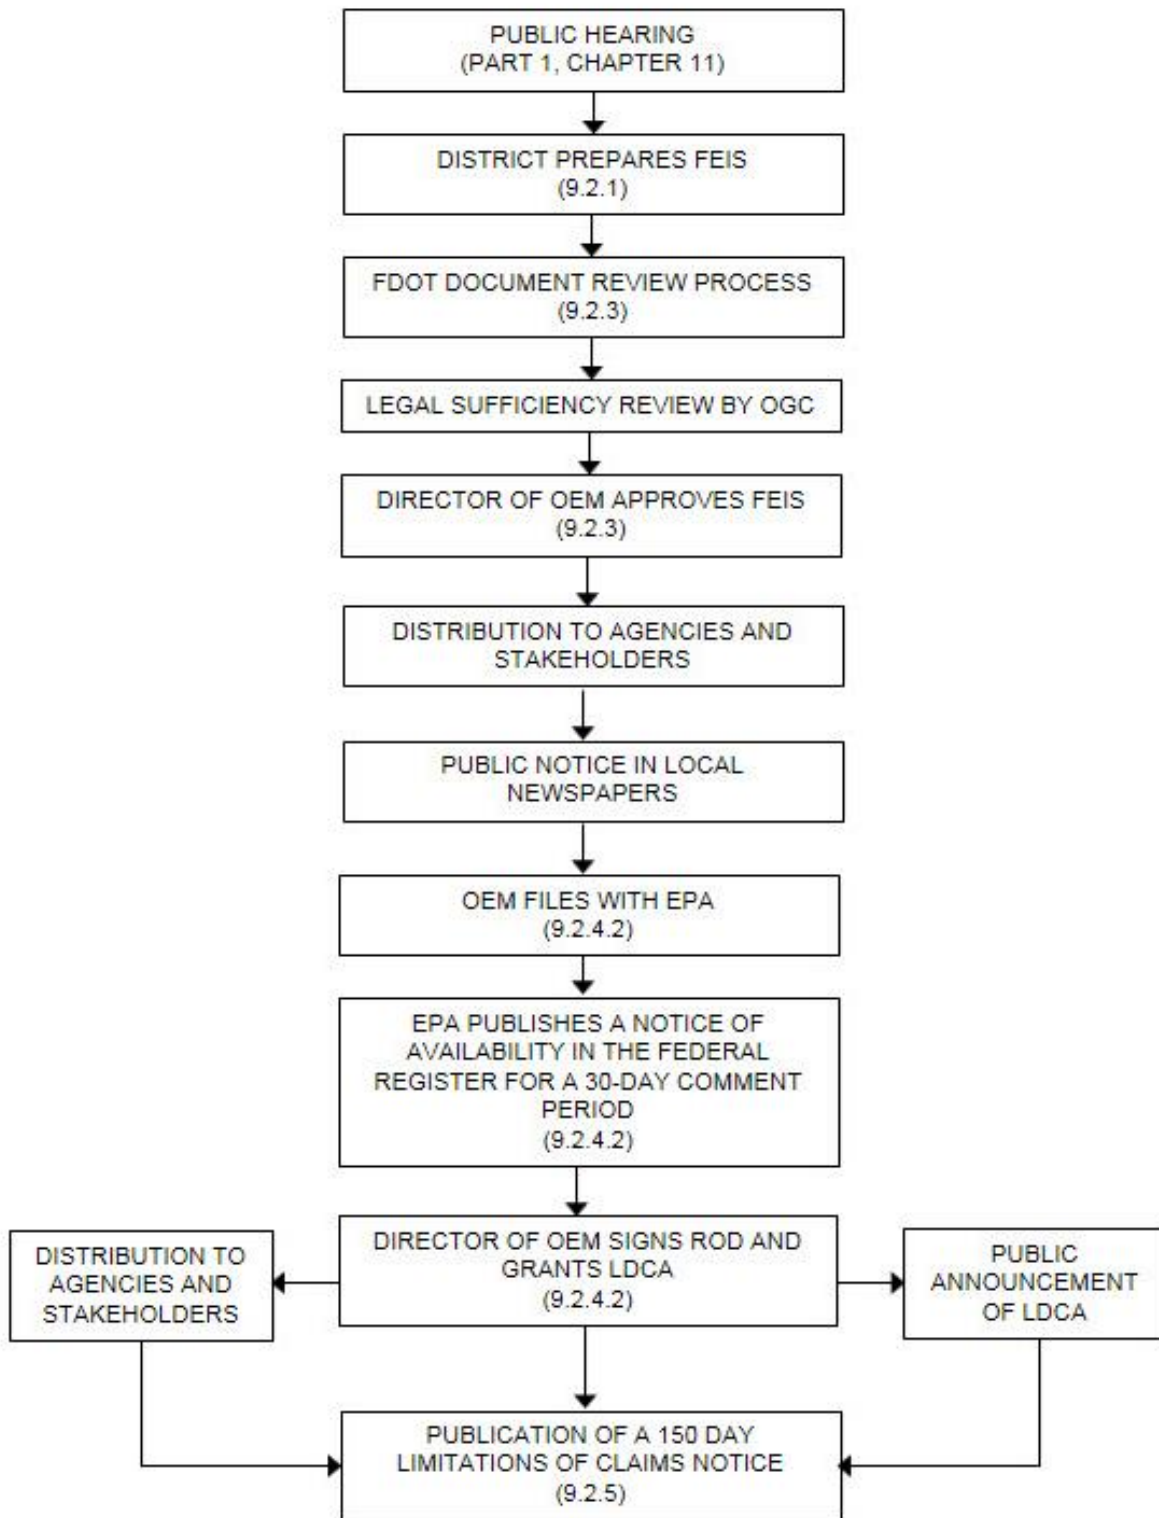 PUBLIC HEARING
(PART 1, CHAPTER 11)
DISTRICT PREPARES FEIS
(9.2.1)
FDOT DOCUMENT REVIEW PROCESS
(9.2.3)
LEGAL SUFFICIENCY REVIEW BY OGC
DIRECTOR OF OEM APPROVES FEIS
(9.2.3)
DISTRIBUTION TO AGENCIES AND
STAKEHOLDERS
PUBLIC NOTICE IN LOCAL
NEWSPAPERS
OEM FILES WITH EPA
(9.2.4.2)
EPA PUBLISHES A NOTICE OF
AVAILABILITY IN THE FEDERAL
REGISTER FOR A 30-DAY COMMENT
PERIOD
(9.2.4.2)
DISTRIBUTION TO
AGENCIES AND
STAKEHOLDERS
DIRECTOR OF OEM SIGNS ROD AND
GRANTS LDCA
(9.2.4.2)
PUBLIC
ANNOUNCEMENT
OF LDCA
PUBLICATION OF A 150 DAY
LIMITATIONS OF CLAIMS NOTICE
(9.2.5)